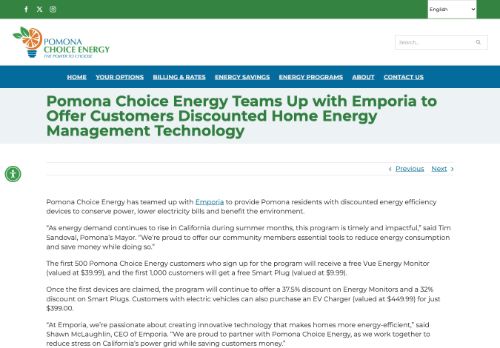 English
POMONA
CHOICE ENERGY
THE POWER TO CHOOSE
Search...
HOME YOUR OPTIONS BILLING & RATES ENERGY SAVINGS ENERGY PROGRAMS ABOUT CONTACT US
Pomona Choice Energy Teams Up with Emporia to
Offer Customers Discounted Home Energy
Management Technology
Previous Next
Pomona Choice Energy has teamed up with Emporia to provide Pomona residents with discounted energy efficiency
devices to conserve power, lower electricity bills and benefit the environment.
“As energy demand continues to rise in California during summer months, this program is timely and impactful,” said Tim
Sandoval, Pomona’s Mayor. “We’re proud to offer our community members essential tools to reduce energy consumption
and save money while doing so.”
The first 500 Pomona Choice Energy customers who sign up for the program will receive a free Vue Energy Monitor
(valued at $39.99), and the first 1,000 customers will get a free Smart Plug (valued at $9.99).
Once the first devices are claimed, the program will continue to offer a 37.5% discount on Energy Monitors and a 32%
discount on Smart Plugs. Customers with electric vehicles can also purchase an EV Charger (valued at $449.99) for just
$399.00.
“At Emporia, we’re passionate about creating innovative technology that makes homes more energy-efficient,” said
Shawn McLaughlin, CEO of Emporia. “We are proud to partner with Pomona Choice Energy, as we work together to
reduce stress on California’s power grid while saving customers money.”